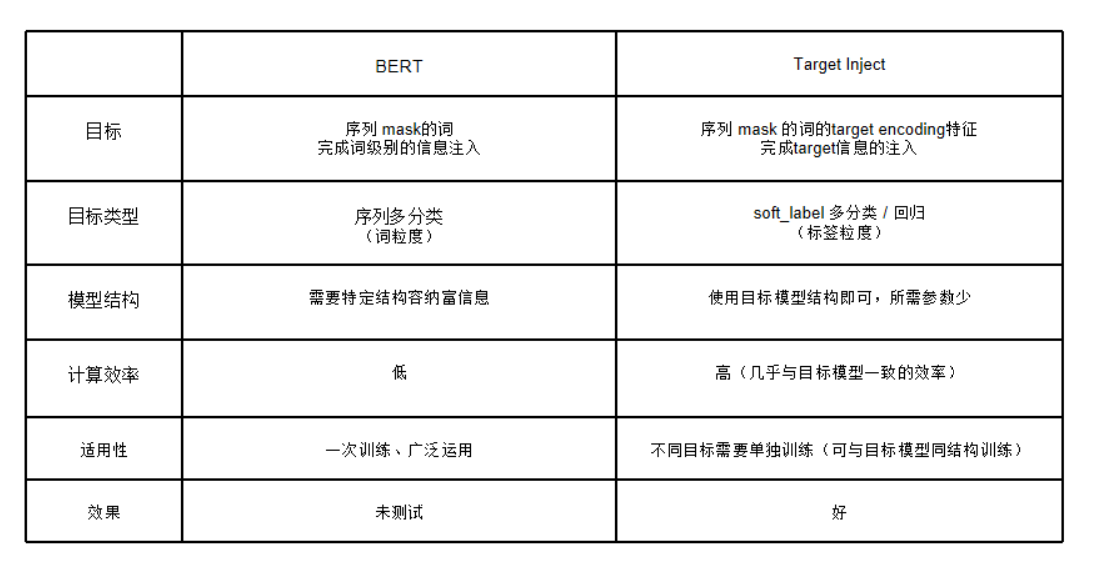 BERT
Target Inject
目标
序列 mask的词
完成词级别的信息注入
序列 mask 的词的target encoding特征
完成target信息的注入
目标类型
序列多分类
（词粒度）
soft_label 多分类 / 回归
（标签粒度）
模型结构
需要特定结构容纳富信息
使用目标模型结构即可，所需参数少
计算效率
低
高（几乎与目标模型一致的效率）
适用性
一次训练、广泛运用
不同目标需要单独训练（可与目标模型同结构训练）
效果
未测试
好